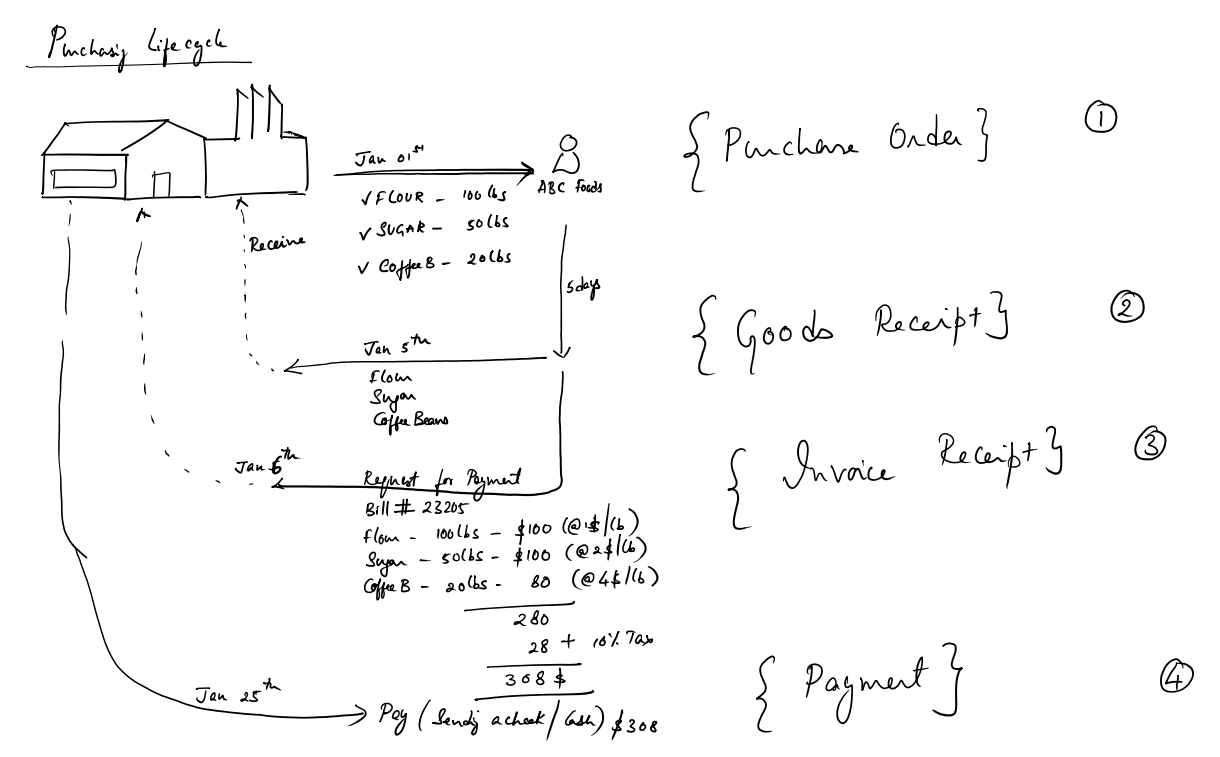 Purchasing Lifecycle
Jan 01st
ABC Foods
{ Purchase Order } 1
✓ FLOUR - 100 lbs
✓ SUGAR - 50 lbs
✓ Coffee B - 20 lbs
Receive
5 days
{ Goods Receipt } 2
Jan 5th
Flour
Sugar
Coffee Beans
{ Invoice Receipt } 3
Jan 6th
Request for Payment
Bill # 23205
Flour - 100 lbs - $100 (@ 1$/lb)
Sugar - 50 lbs - $100 (@ 2$/lb)
Coffee B - 20 lbs - 80 (@ 4$/lb)
280
28 + 10% Tax
308 $
{ Payment } 4
Jan 25th
Pay (Sending a check / Cash) $308